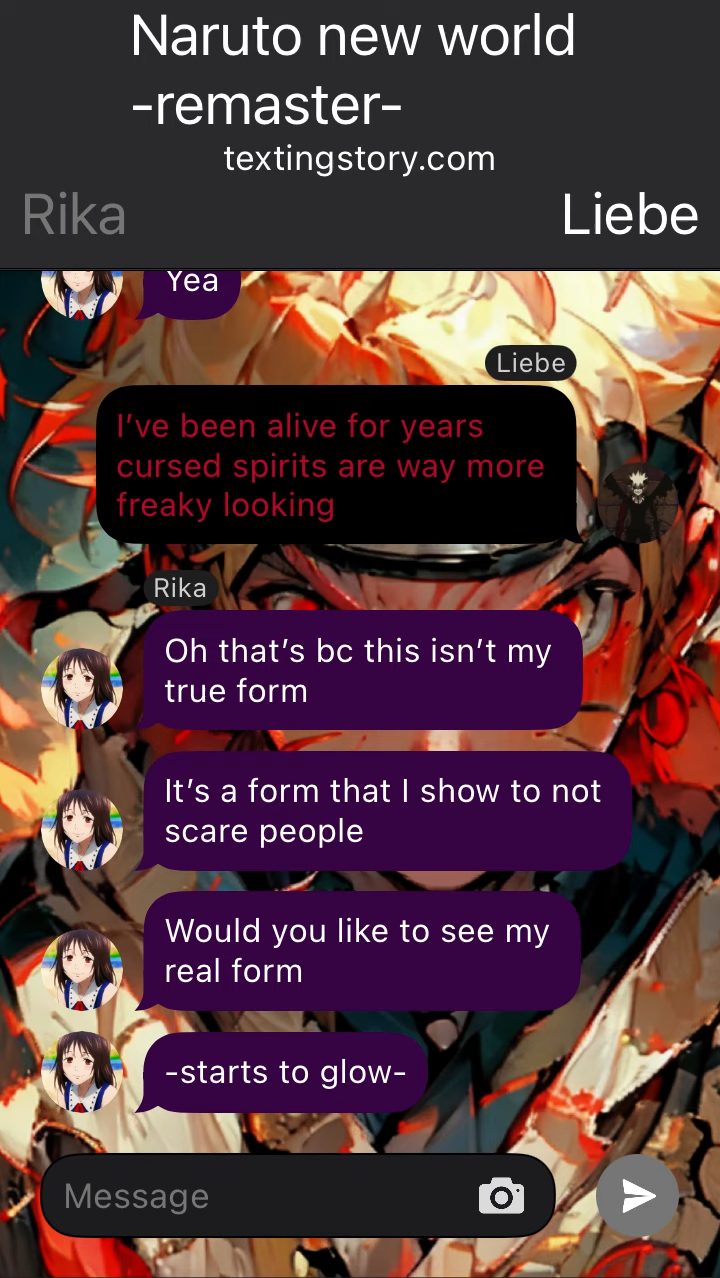 Naruto new world
-remaster-
textingstory.com
Rika
Liebe
Yea
Liebe
I’ve been alive for years
cursed spirits are way more
freaky looking
Rika
Oh that’s bc this isn’t my
true form
It’s a form that I show to not
scare people
Would you like to see my
real form
-starts to glow-
Message